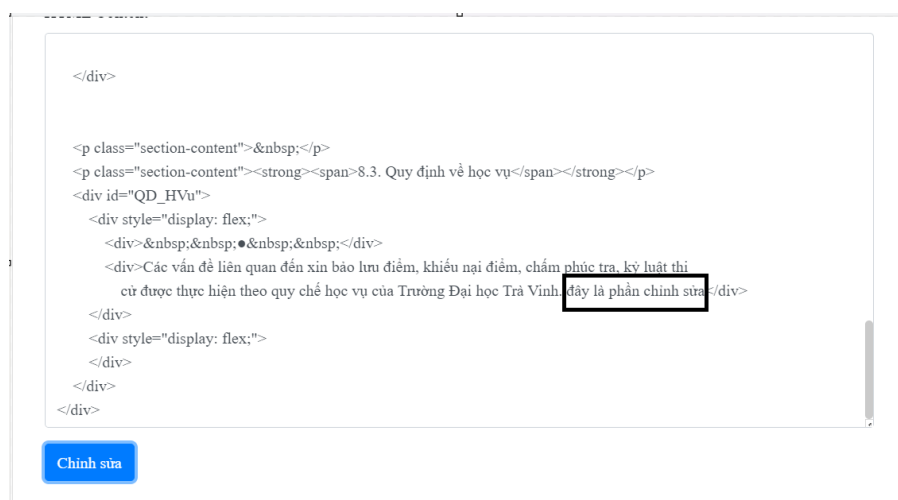 </div>
<p class="section-content">&nbsp;</p>
<p class="section-content"><strong><span>8.3. Quy định về học vụ</span></strong></p>
<div id="QD_HVu">
<div style="display: flex;">
<div>&nbsp;&nbsp;●&nbsp;&nbsp;</div>
<div>Các vấn đề liên quan đến xin bảo lưu điểm, khiếu nại điểm, chấm phúc tra, kỷ luật thi
cử được thực hiện theo quy chế học vụ của Trường Đại học Trà Vinh. đây là phần chỉnh sửa</div>
</div>
<div style="display: flex;">
</div>
</div>
</div>
Chỉnh sửa